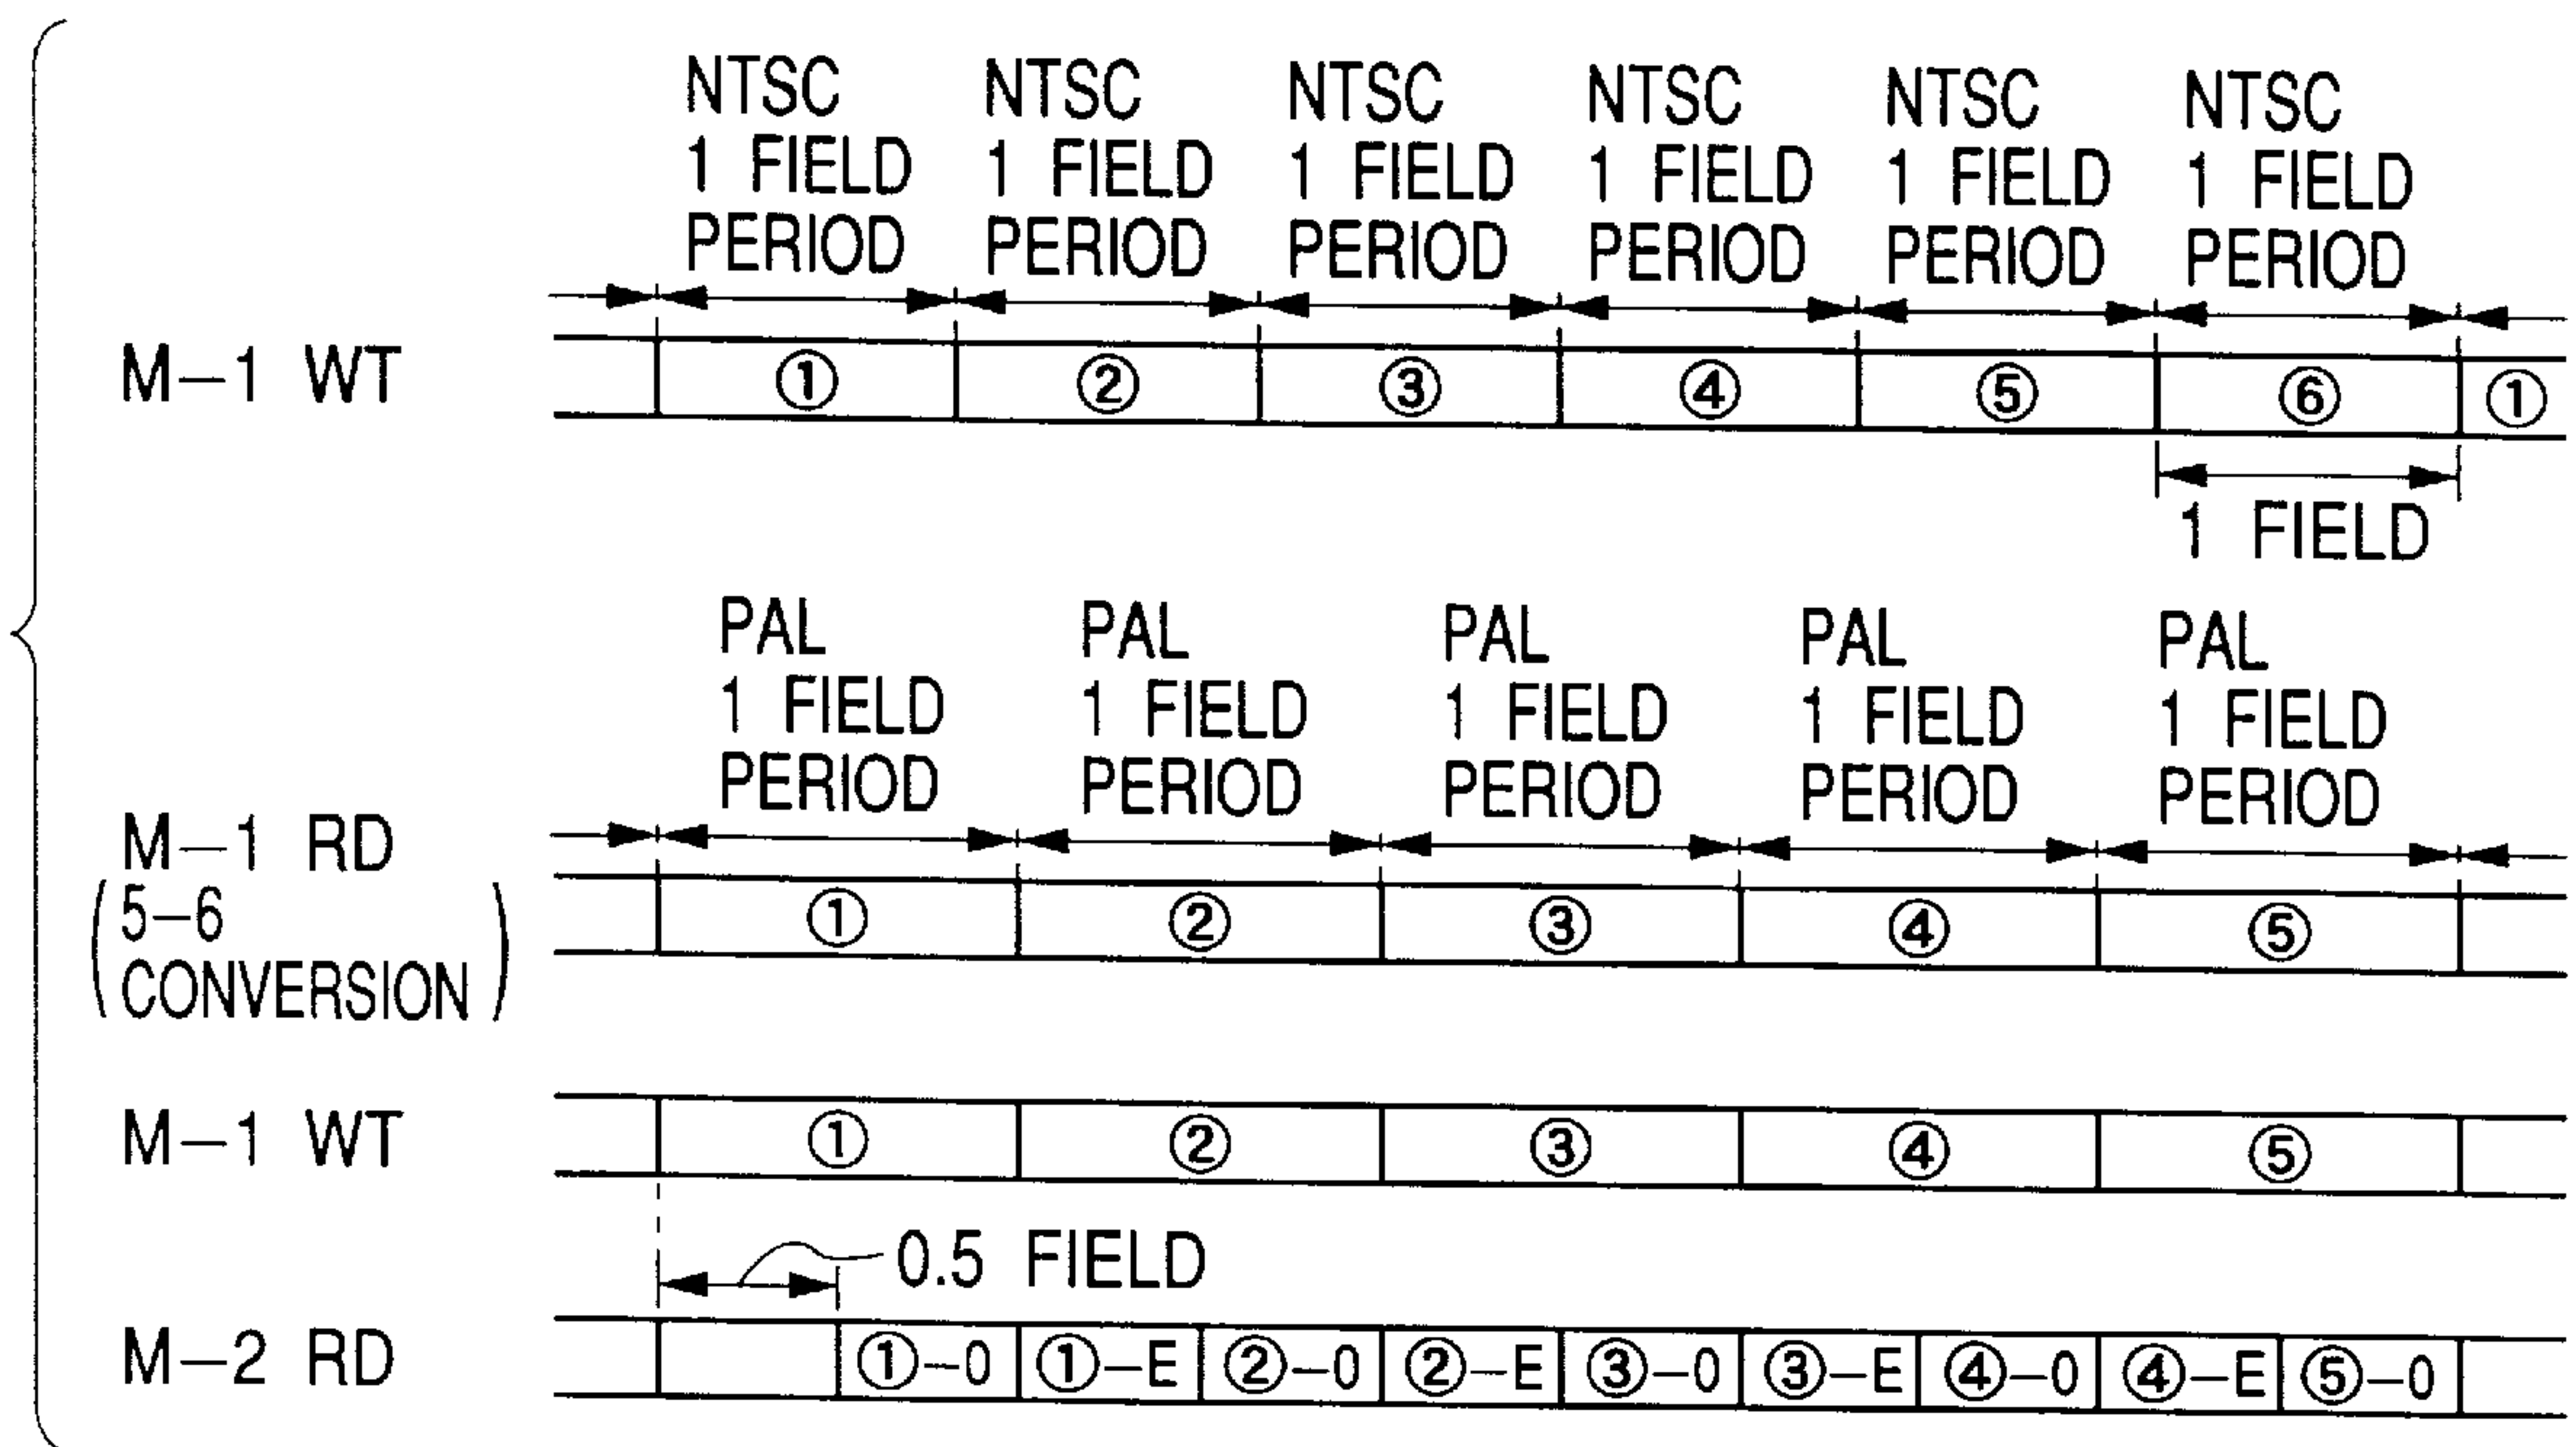 NTSC NTSC NTSC NTSC NTSC NTSC
1 FIELD 1 FIELD 1 FIELD 1 FIELD 1 FIELD 1 FIELD
PERIOD PERIOD PERIOD PERIOD PERIOD PERIOD
M-1 WT ① ② ③ ④ ⑤ ⑥ ①
1 FIELD
PAL PAL PAL PAL PAL
1 FIELD 1 FIELD 1 FIELD 1 FIELD 1 FIELD
PERIOD PERIOD PERIOD PERIOD PERIOD
M-1 RD
(5-6
CONVERSION) ① ② ③ ④ ⑤
M-1 WT ① ② ③ ④ ⑤
0.5 FIELD
M-2 RD ①-0 ①-E ②-0 ②-E ③-0 ③-E ④-0 ④-E ⑤-0